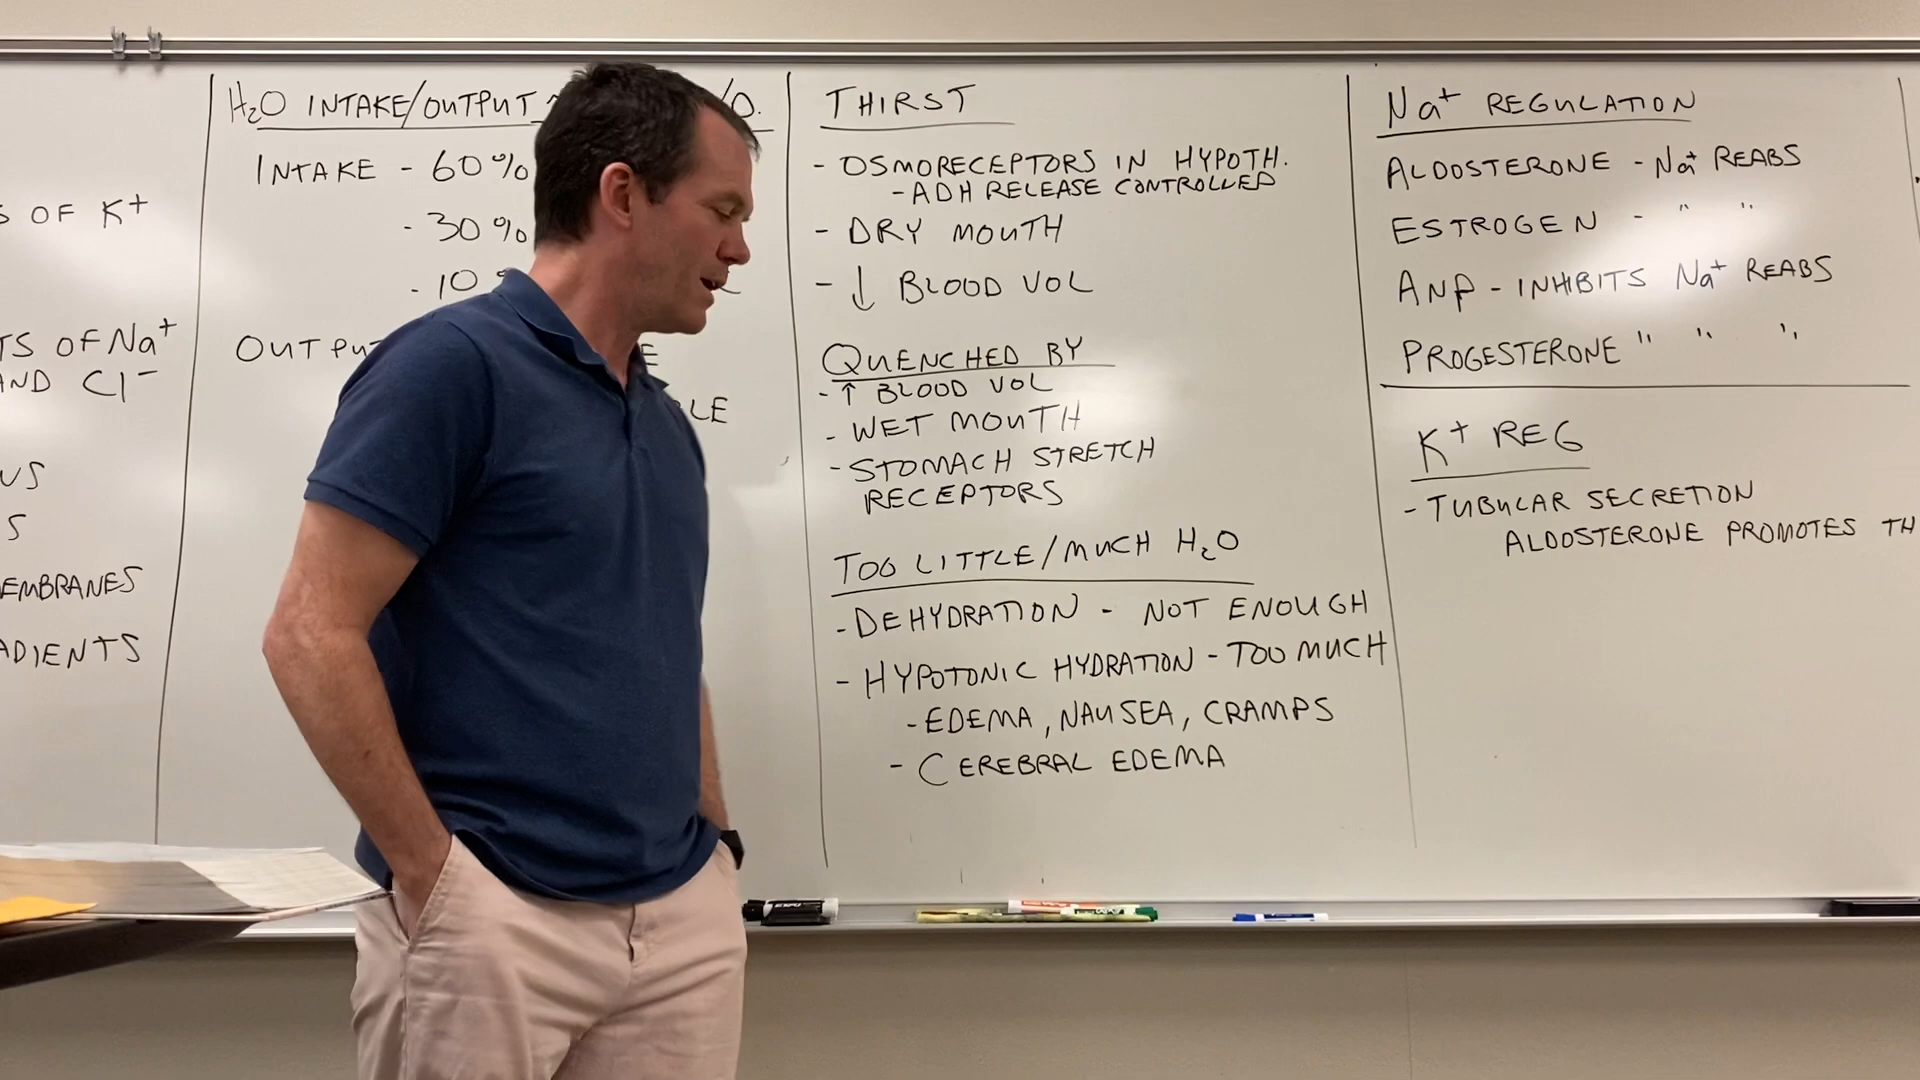 S OF K+
TS OF Na+
AND Cl-
US
S
EMBRANES
ADIENTS
H2O INTAKE/OUTPUT
INTAKE - 60%
- 30%
- 10
OUTPUT
E
LE
THIRST
- OSMORECEPTORS IN HYPOTH.
- ADH RELEASE CONTROLLED
- DRY MOUTH
- ↓ BLOOD VOL
QUENCHED BY
- ↑ BLOOD VOL
- WET MOUTH
- STOMACH STRETCH
RECEPTORS
TOO LITTLE/MUCH H2O
- DEHYDRATION - NOT ENOUGH
- HYPOTONIC HYDRATION - TOO MUCH
- EDEMA, NAUSEA, CRAMPS
- CEREBRAL EDEMA
Na+ REGULATION
ALDOSTERONE - Na+ REABS
ESTROGEN - " "
ANP - INHIBITS Na+ REABS
PROGESTERONE " " "
K+ REG
- TUBULAR SECRETION
ALDOSTERONE PROMOTES TH